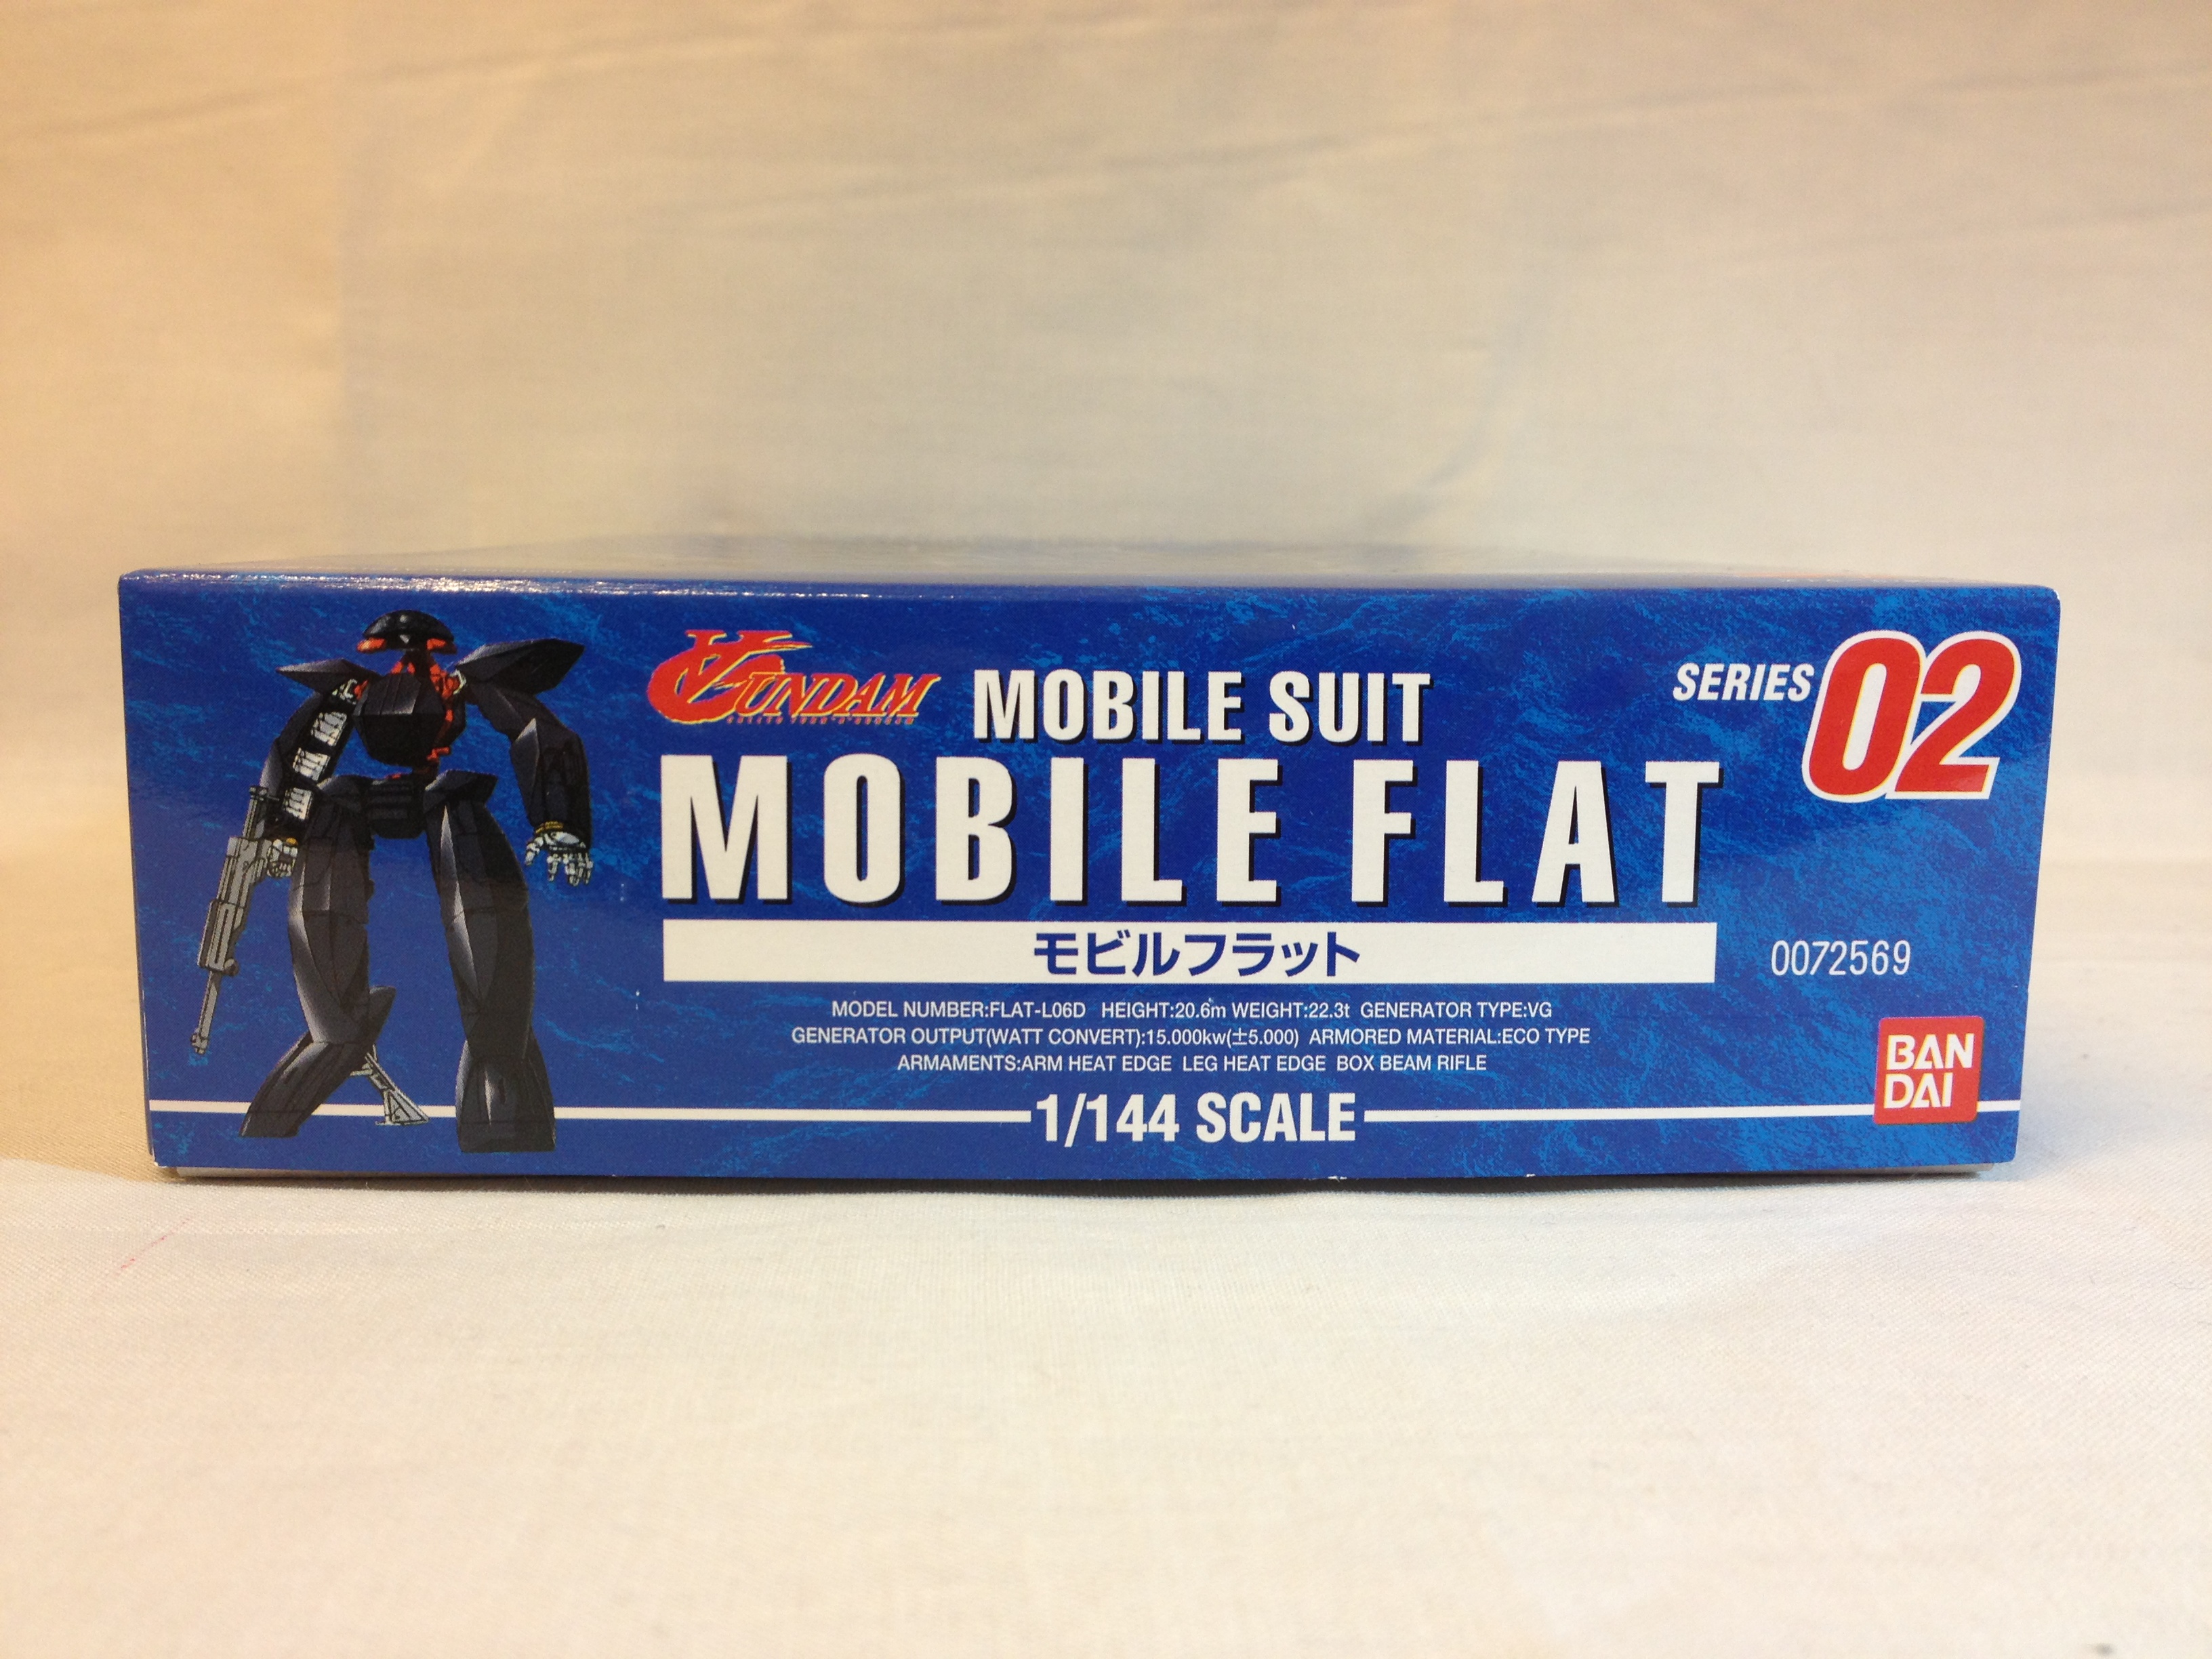 ∀GUNDAM
MOBILE SUIT
SERIES 02
MOBILE FLAT
モビルフラット
0072569
MODEL NUMBER:FLAT-L06D HEIGHT:20.6m WEIGHT:22.3t GENERATOR TYPE:VG
GENERATOR OUTPUT(WATT CONVERT):15.000kw(±5.000) ARMORED MATERIAL:ECO TYPE
ARMAMENTS:ARM HEAT EDGE LEG HEAT EDGE BOX BEAM RIFLE
1/144 SCALE
BAN
DAI